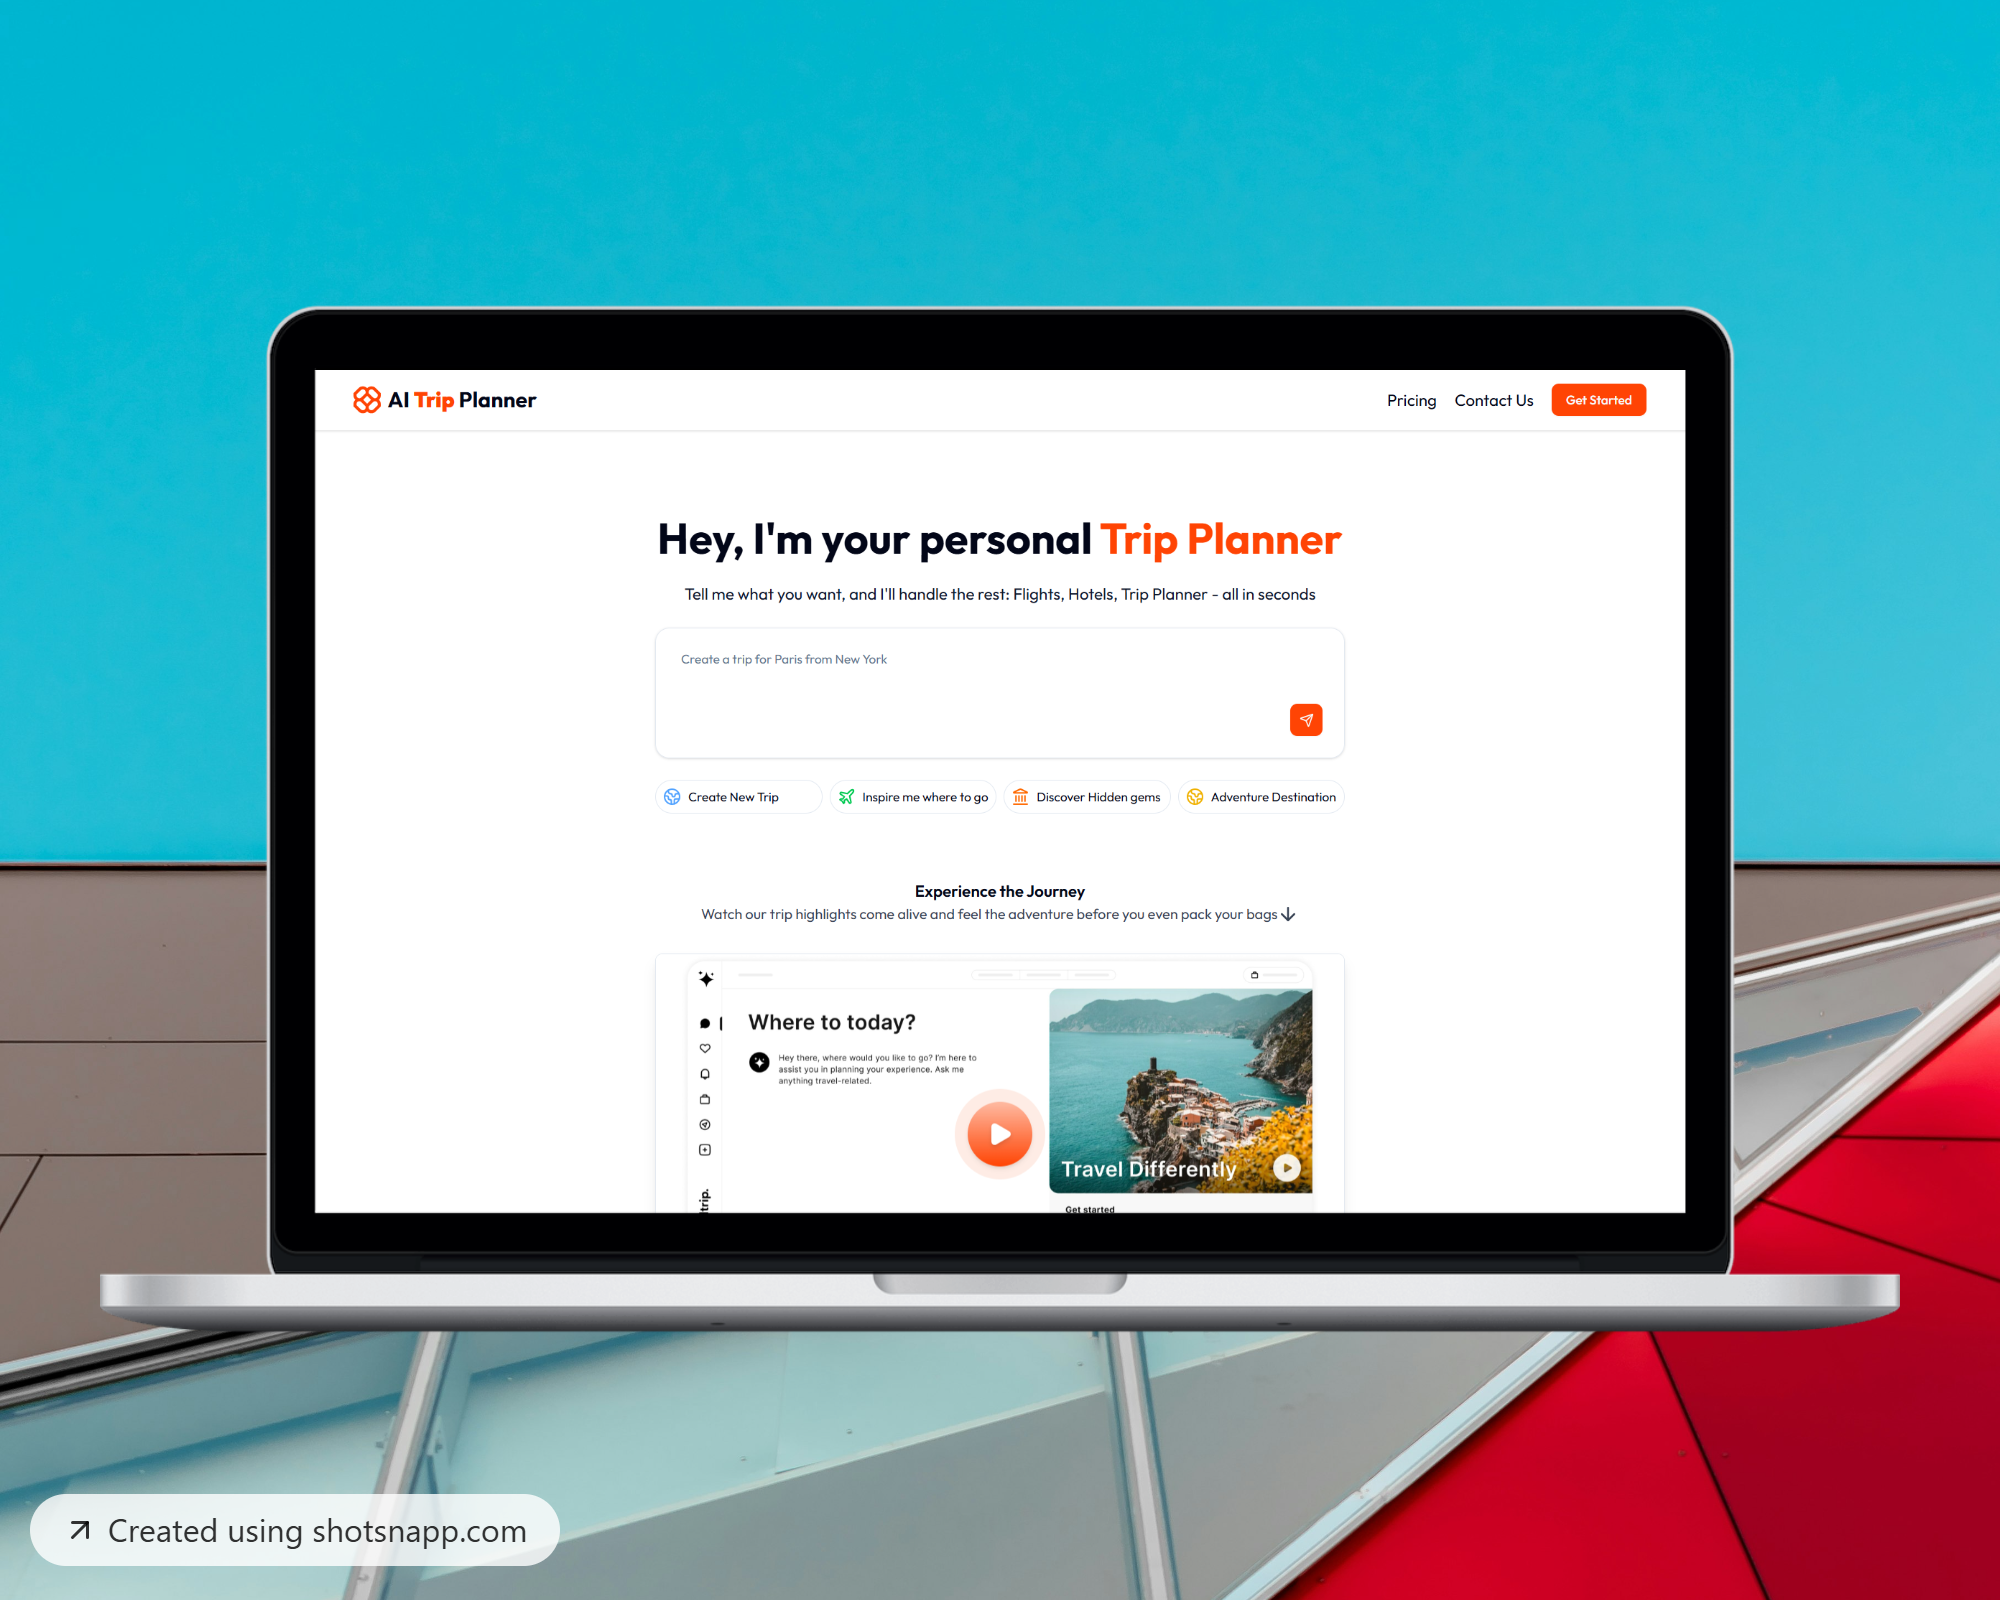 AI Trip Planner
Pricing
Contact Us
Get Started
Hey, I'm your personal Trip Planner
Tell me what you want, and I'll handle the rest: Flights, Hotels, Trip Planner - all in seconds
Create a trip for Paris from New York
Create New Trip
Inspire me where to go
Discover Hidden gems
Adventure Destination
Experience the Journey
Watch our trip highlights come alive and feel the adventure before you even pack your bags
Where to today?
Hey there, where would you like to go? I'm here to
assist you in planning your experience. Ask me
anything travel-related.
Travel Differently
Get started
trip.
Created using shotsnapp.com